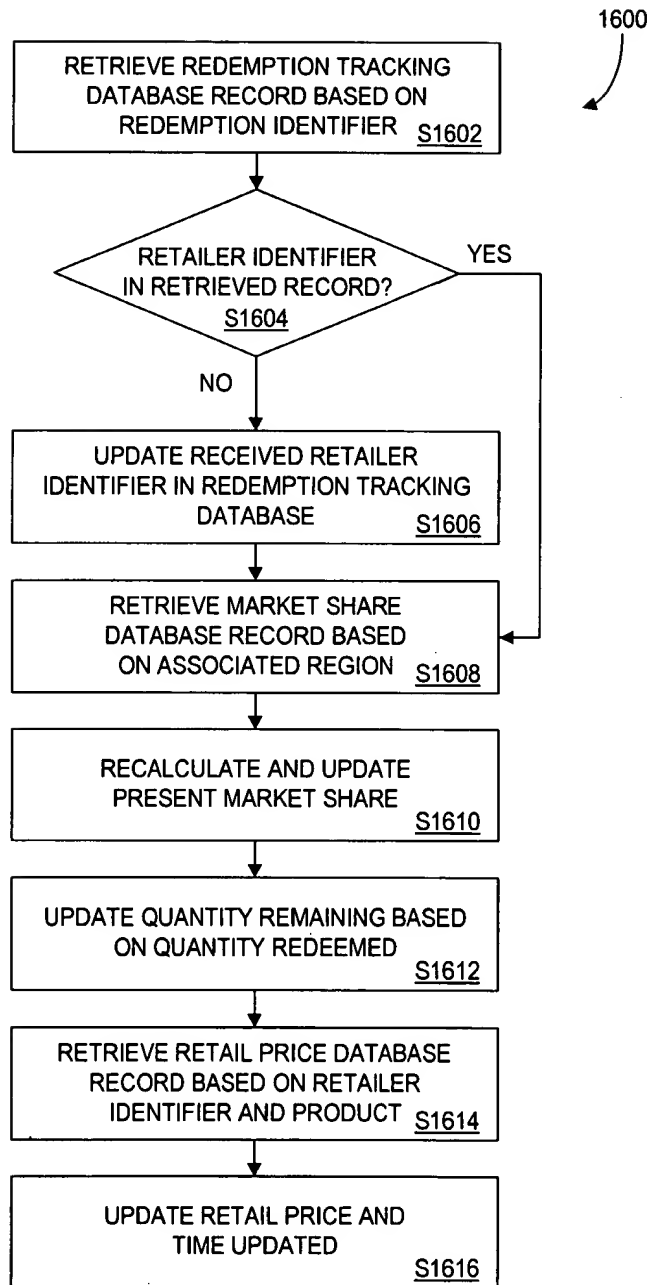 1600
RETRIEVE REDEMPTION TRACKING
DATABASE RECORD BASED ON
REDEMPTION IDENTIFIER
S1602
RETAILER IDENTIFIER
IN RETRIEVED RECORD?
S1604
YES
NO
UPDATE RECEIVED RETAILER
IDENTIFIER IN REDEMPTION TRACKING
DATABASE
S1606
RETRIEVE MARKET SHARE
DATABASE RECORD BASED
ON ASSOCIATED REGION
S1608
RECALCULATE AND UPDATE
PRESENT MARKET SHARE
S1610
UPDATE QUANTITY REMAINING BASED
ON QUANTITY REDEEMED
S1612
RETRIEVE RETAIL PRICE DATABASE
RECORD BASED ON RETAILER
IDENTIFIER AND PRODUCT
S1614
UPDATE RETAIL PRICE AND
TIME UPDATED
S1616